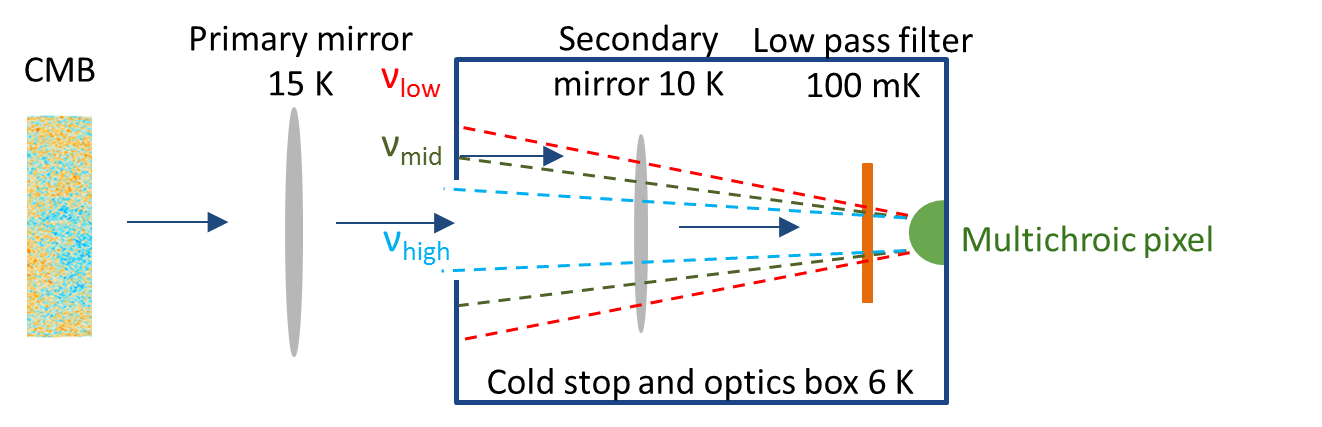 CMB
Primary mirror
15 K
νlow
νmid
νhigh
Secondary
mirror 10 K
Low pass filter
100 mK
Multichroic pixel
Cold stop and optics box 6 K